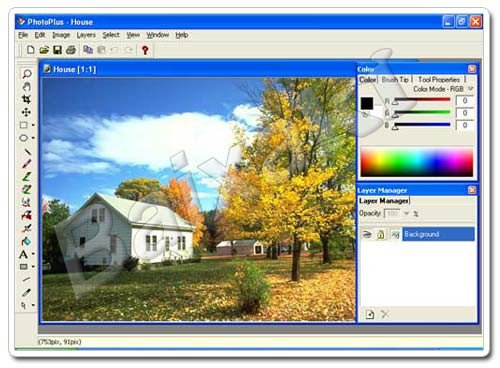 PhotoPlus - House
File Edit Image Layers Select View Window Help
House [1:1]
Color
Color Brush Tip Tool Properties
Color Mode - RGB
R 0
G 0
B 0
Layer Manager
Layer Manager
Opacity 100 %
Background
A
(753pix, 91pix)
Baixaki